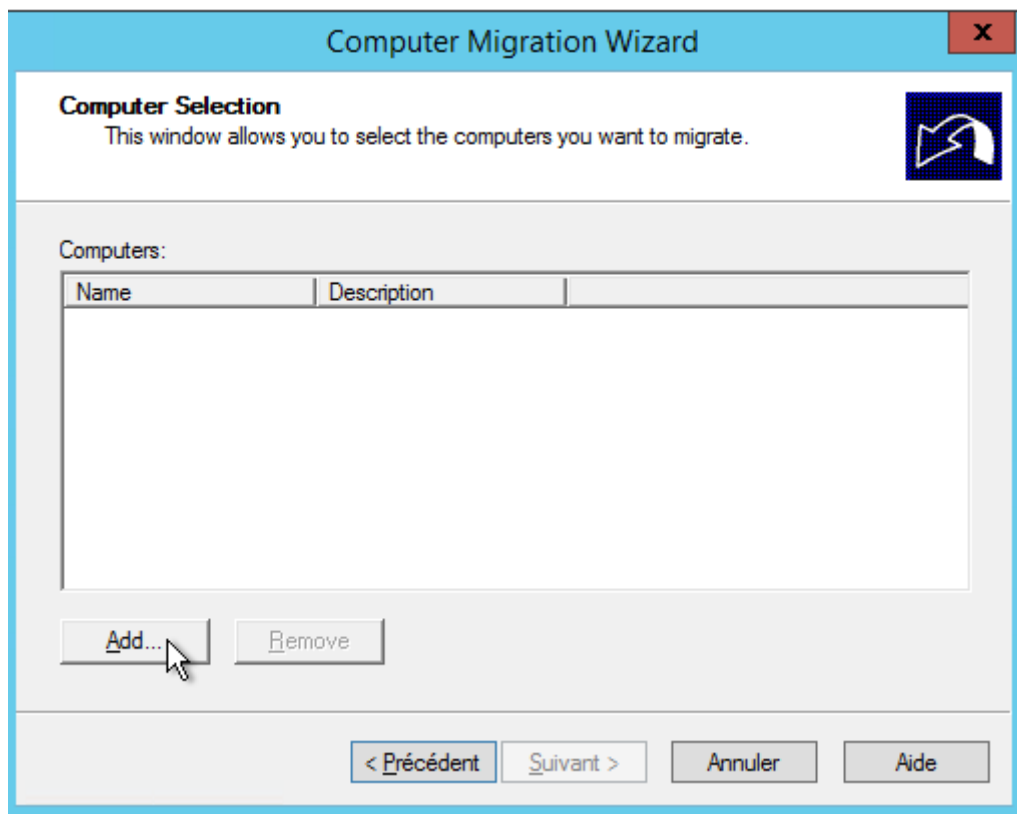 Computer Migration Wizard
x
Computer Selection
This window allows you to select the computers you want to migrate.
Computers:
Name Description
Add... Remove
< Précédent Suivant > Annuler Aide